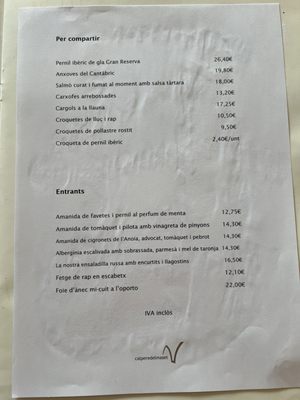 Per compartir
Pernil ibèric de gla Gran Reserva 26,40€
Anxoves del Cantàbric 19,80€
Salmó curat i fumat al moment amb salsa tàrtara 18,00€
Carxofes arrebossades 13,20€
Cargols a la llauna 17,25€
Croquetes de lluç i rap 10,50€
Croquetes de pollastre rostit 9,50€
Croqueta de pernil ibèric 2,40€/unt
Entrants
Amanida de favetes i pernil al perfum de menta 12,75€
Amanida de tomàquet i pilota amb vinagreta de pinyons 14,30€
Amanida de cigronets de l'Anoia, advocat, tomàquet i pebrot 14,30€
Albergínia escalivada amb sobrassada, parmesà i mel de taronja 14,30€
La nostra ensaladilla russa amb encurtits i llagostins 16,50€
Fetge de rap en escabetx 12,10€
Foie d'ànec mi-cuit a l'oporto 22,00€
IVA inclòs
calperedelmaset